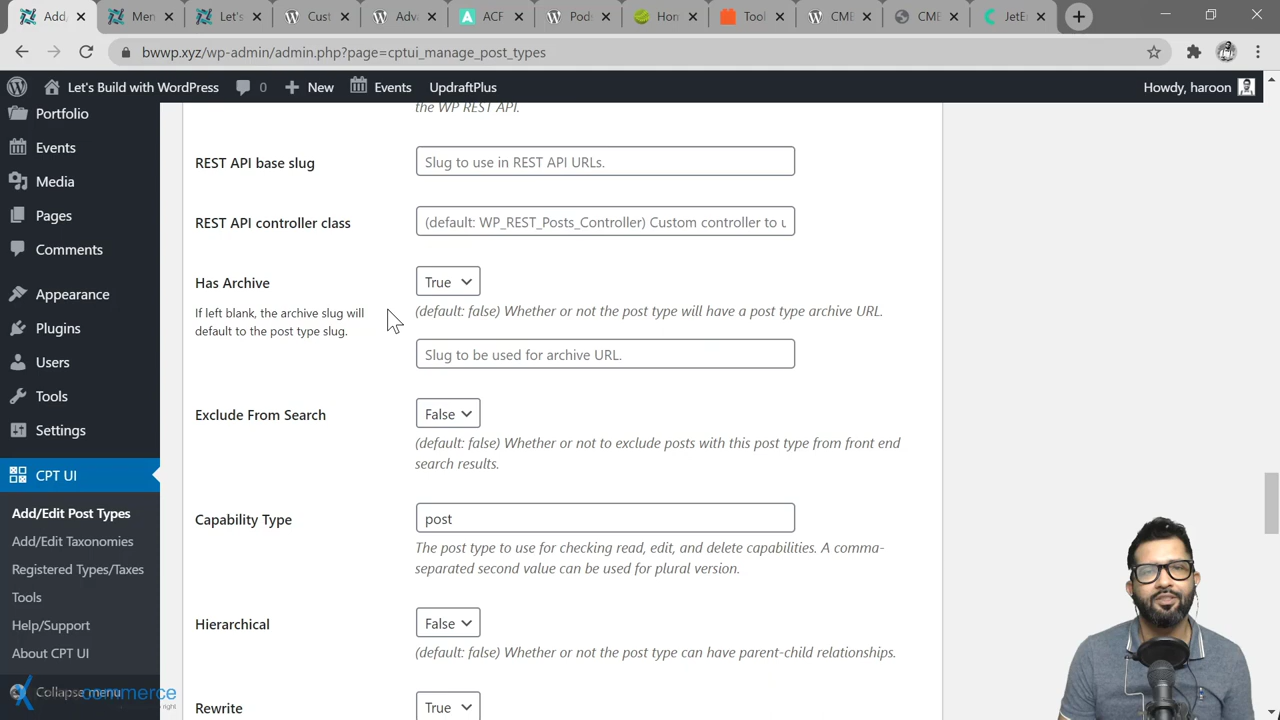 Add,
Mer
Let's
Cust
Adva
ACF
Pods
Hor
Tool
CMB
CMB
JetE
bwwp.xyz/wp-admin/admin.php?page=cptui_manage_post_types
Let's Build with WordPress
0
New
Events
UpdraftPlus
Howdy, haroon
Portfolio
Events
Media
Pages
Comments
Appearance
Plugins
Users
Tools
Settings
CPT UI
Add/Edit Post Types
Add/Edit Taxonomies
Registered Types/Taxes
Tools
Help/Support
About CPT UI
Collapse menu
commerce
the WP REST API.
REST API base slug
Slug to use in REST API URLs.
REST API controller class
(default: WP_REST_Posts_Controller) Custom controller to u
Has Archive
True
If left blank, the archive slug will
default to the post type slug.
(default: false) Whether or not the post type will have a post type archive URL.
Slug to be used for archive URL.
Exclude From Search
False
(default: false) Whether or not to exclude posts with this post type from front end
search results.
Capability Type
post
The post type to use for checking read, edit, and delete capabilities. A comma-
separated second value can be used for plural version.
Hierarchical
False
(default: false) Whether or not the post type can have parent-child relationships.
Rewrite
True